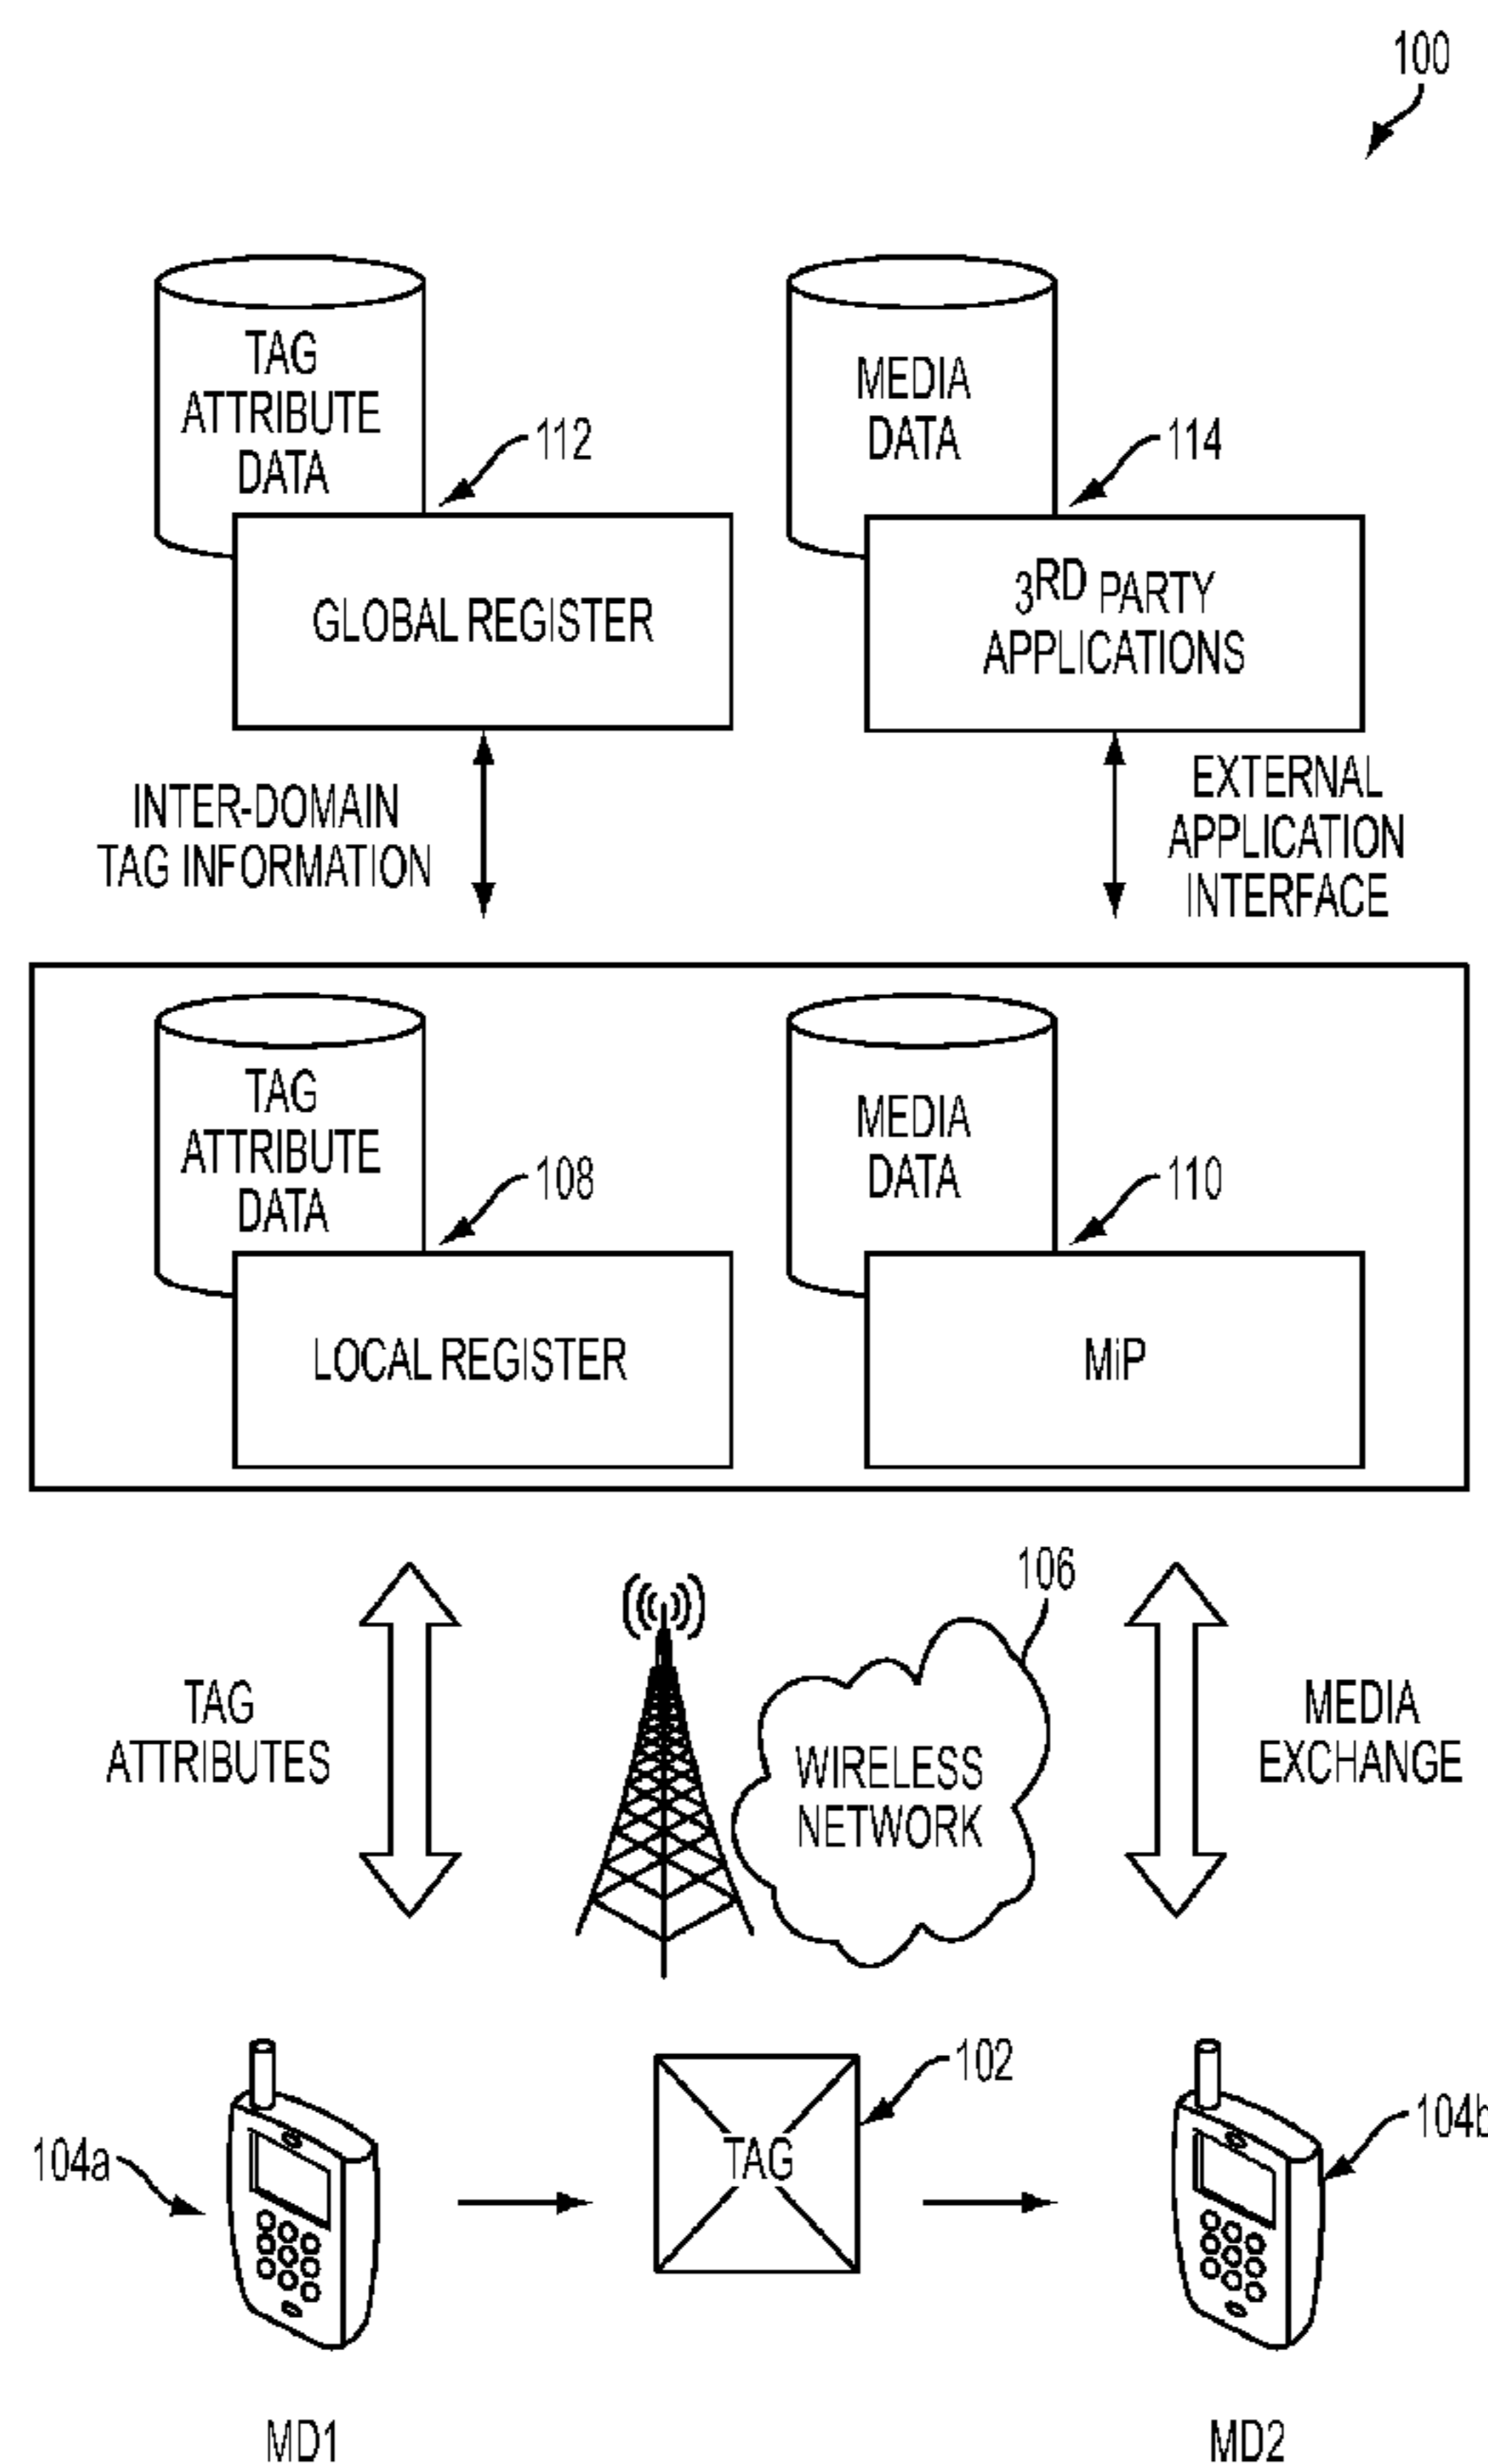 100
TAG
ATTRIBUTE
DATA
112
GLOBAL REGISTER
MEDIA
DATA
114
3RD PARTY
APPLICATIONS
INTER-DOMAIN
TAG INFORMATION
EXTERNAL
APPLICATION
INTERFACE
TAG
ATTRIBUTE
DATA
108
LOCAL REGISTER
MEDIA
DATA
110
MiP
TAG
ATTRIBUTES
106
WIRELESS
NETWORK
MEDIA
EXCHANGE
104a
TAG
102
104b
MD1
MD2